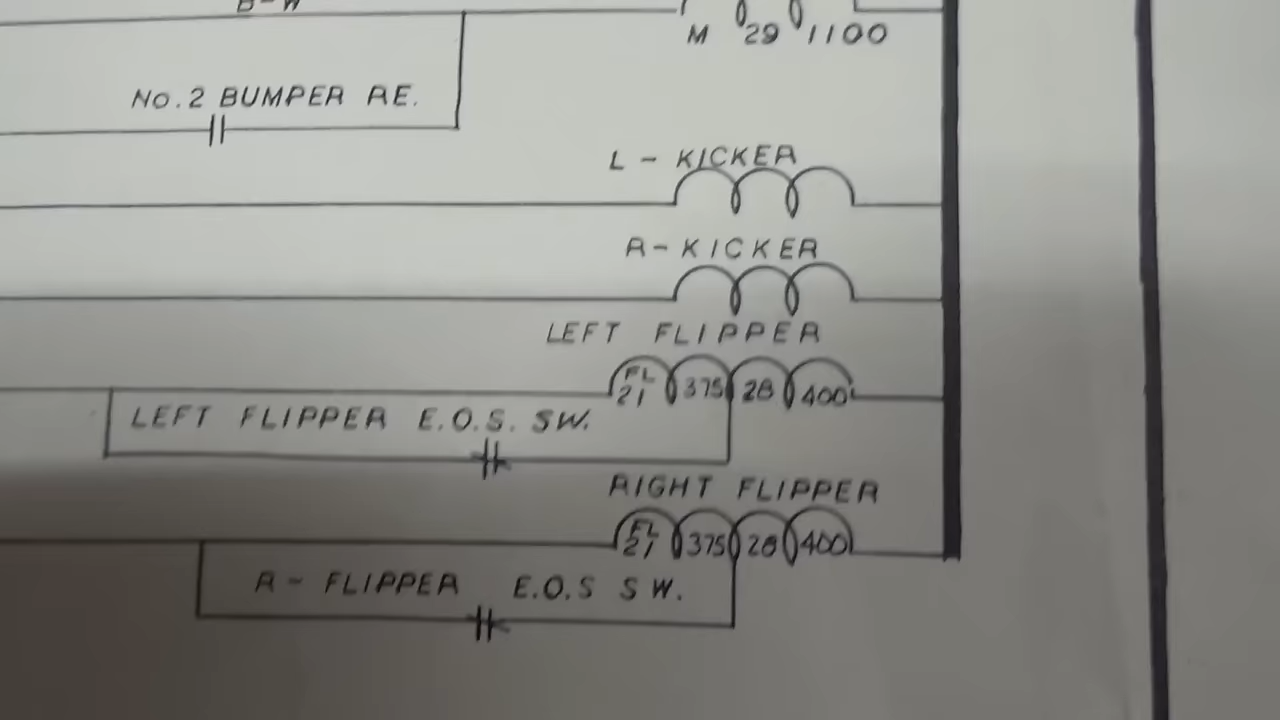 B-W
M 29 1100
No. 2 BUMPER RE.
L - KICKER
R - KICKER
LEFT FLIPPER
FL 21 375 28 400
LEFT FLIPPER E.O.S. SW.
RIGHT FLIPPER
FL 21 375 28 400
R - FLIPPER E.O.S SW.